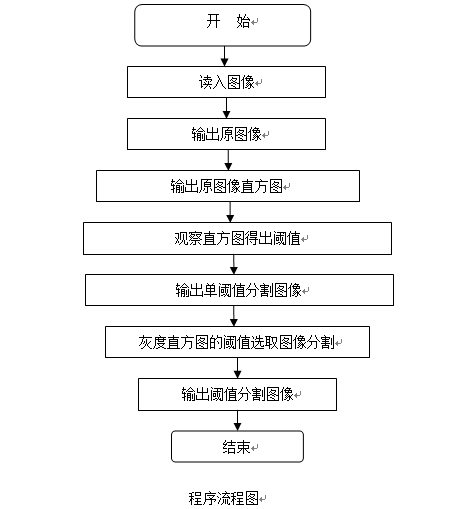 开 始
读入图像
输出原图像
输出原图像直方图
观察直方图得出阈值
输出单阈值分割图像
灰度直方图的阈值选取图像分割
输出阈值分割图像
结束
程序流程图